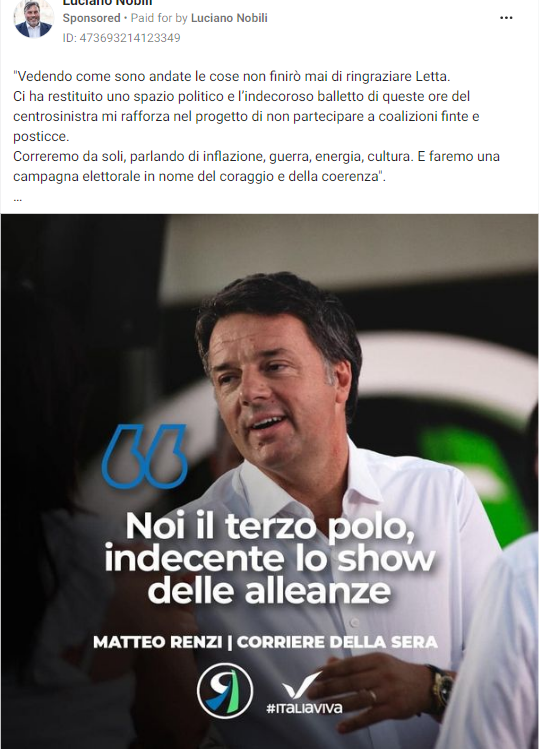 Luciano Nobili
Sponsored • Paid for by Luciano Nobili
ID: 473693214123349
"Vedendo come sono andate le cose non finirò mai di ringraziare Letta.
Ci ha restituito uno spazio politico e l'indecoroso balletto di queste ore del
centrosinistra mi rafforza nel progetto di non partecipare a coalizioni finte e
posticce.
Correremo da soli, parlando di inflazione, guerra, energia, cultura. E faremo una
campagna elettorale in nome del coraggio e della coerenza".
...
Noi il terzo polo,
indecente lo show
delle alleanze
MATTEO RENZI | CORRIERE DELLA SERA
#ITALIAVIVA